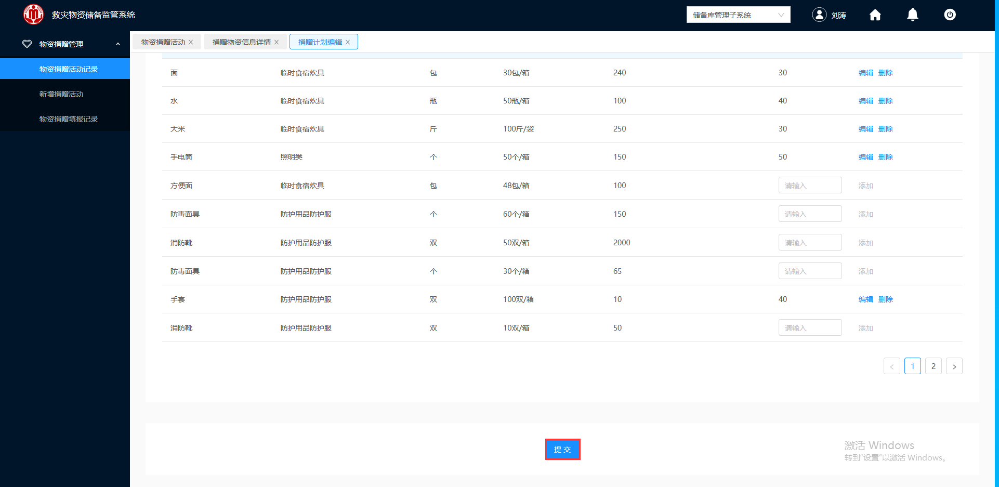 救灾物资储备监管系统
储备库管理子系统
刘涛
物资捐赠管理
物资捐赠活动记录
新增捐赠活动
物资捐赠填报记录
物资捐赠活动
捐赠物资信息详情
捐赠计划编辑
面 临时食宿炊具 包 30包/箱 240 30 编辑 删除
水 临时食宿炊具 瓶 50瓶/箱 100 40 编辑 删除
大米 临时食宿炊具 斤 100斤/袋 250 30 编辑 删除
手电筒 照明类 个 50个/箱 150 50 编辑 删除
方便面 临时食宿炊具 包 48包/箱 100 请输入 添加
防毒面具 防护用品防护服 个 60个/箱 150 请输入 添加
消防靴 防护用品防护服 双 50双/箱 2000 请输入 添加
防毒面具 防护用品防护服 个 30个/箱 65 请输入 添加
手套 防护用品防护服 双 100双/箱 10 40 编辑 删除
消防靴 防护用品防护服 双 10双/箱 50 请输入 添加
< 1 2 >
提交
激活 Windows
转到“设置”以激活 Windows。